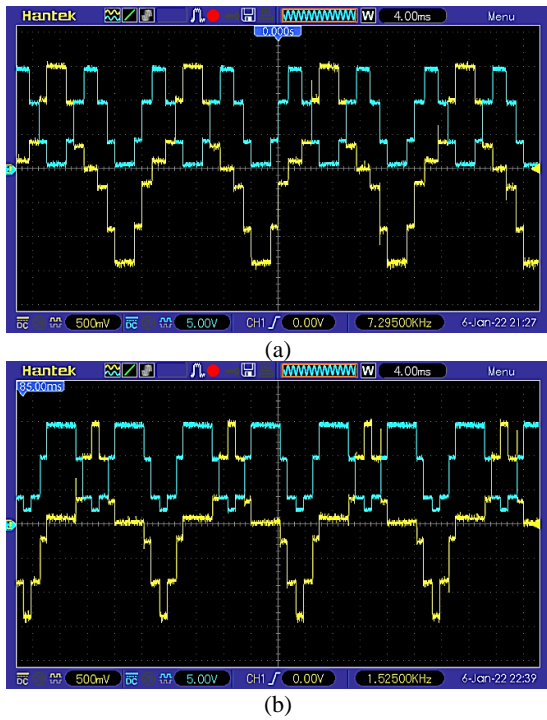 Hantek W 4.00ms Menu
0.000s
DC 500mV DC 5.00V CH1 0.00V 7.29500KHz 6-Jan-22 21:27
(a)
Hantek W 4.00ms Menu
85.00ms
DC 500mV DC 5.00V CH1 0.00V 1.52500KHz 6-Jan-22 22:39
(b)